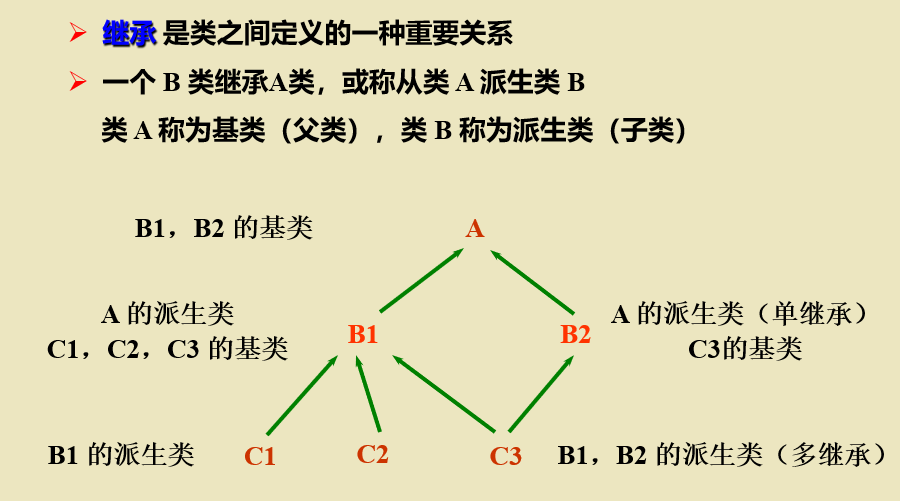 继承 是类之间定义的一种重要关系
一个 B 类继承A类，或称从类 A 派生类 B
类 A 称为基类（父类），类 B 称为派生类（子类）
B1，B2 的基类
A
A 的派生类
C1，C2，C3 的基类
B1
B2
A 的派生类（单继承）
C3的基类
B1 的派生类
C1
C2
C3
B1，B2 的派生类（多继承）